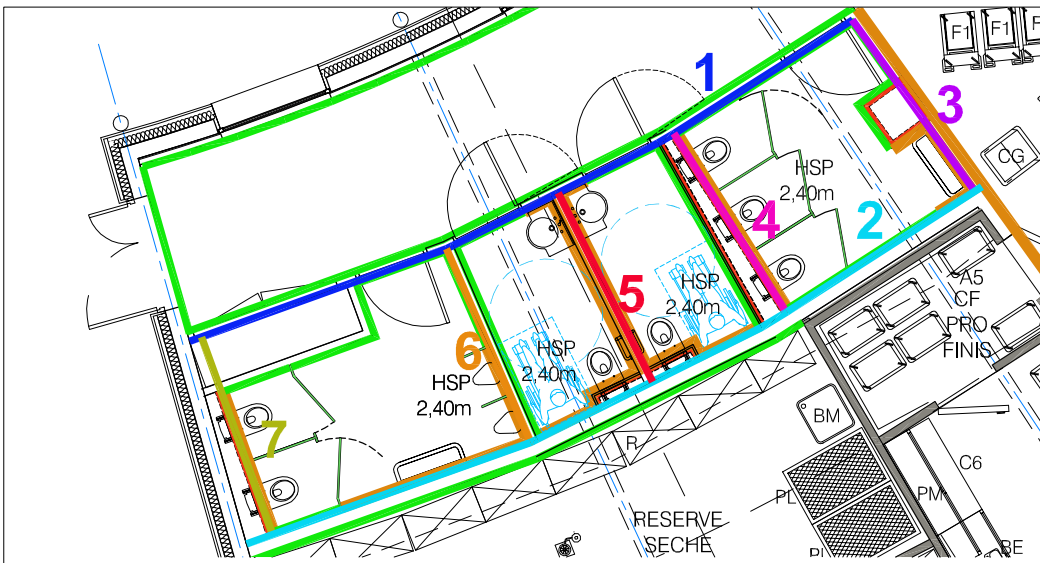 F1
F1
F
1
3
CG
HSP
2,40m
4
2
HSP
2,40m
5
A5
CF
PRO
FINIS
6
HSP
2,40m
HSP
2,40m
7
R
BM
C6
PL
PM
RESERVE
SECHE
PL
BE